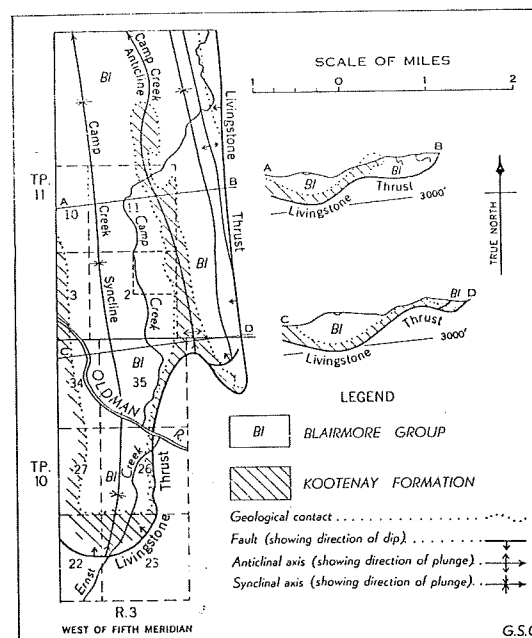 SCALE OF MILES
1 0 1 2
Camp Creek
Anticline
Bl
Camp
Creek
Syncline
Livingstone
Thrust
TP.
11
A
10
11
B
Camp
Creek
Bl
3
2
A
B
Bl
Bl
Livingstone
Thrust
3000'
TRUE NORTH
C
D
Bl
34
35
OLDMAN
R.
C
Bl
D
Bl
Livingstone
Thrust
3000'
TP.
10
27
Bl
26
Creek
Thrust
Livingstone
22
23
Ernst
R.3
WEST OF FIFTH MERIDIAN
LEGEND
Bl BLAIRMORE GROUP
KOOTENAY FORMATION
Geological contact
Fault (showing direction of dip)
Anticlinal axis (showing direction of plunge)
Synclinal axis (showing direction of plunge)
G.S.C